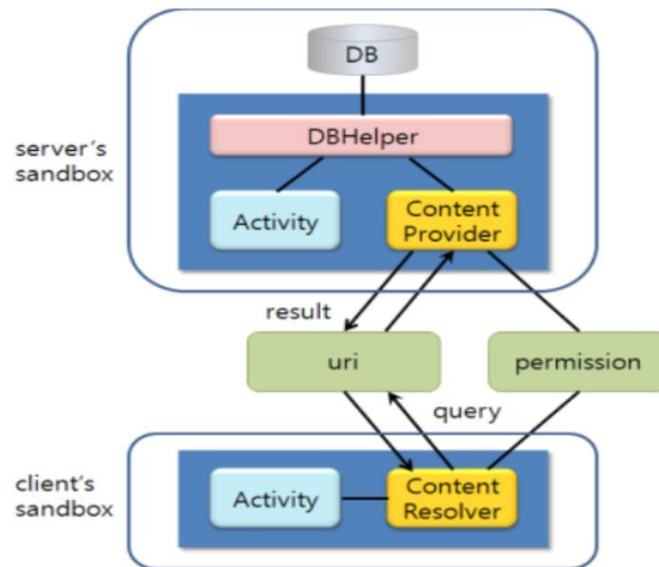 DB
DBHelper
server's
sandbox
Activity
Content
Provider
result
uri
permission
query
client's
sandbox
Activity
Content
Resolver